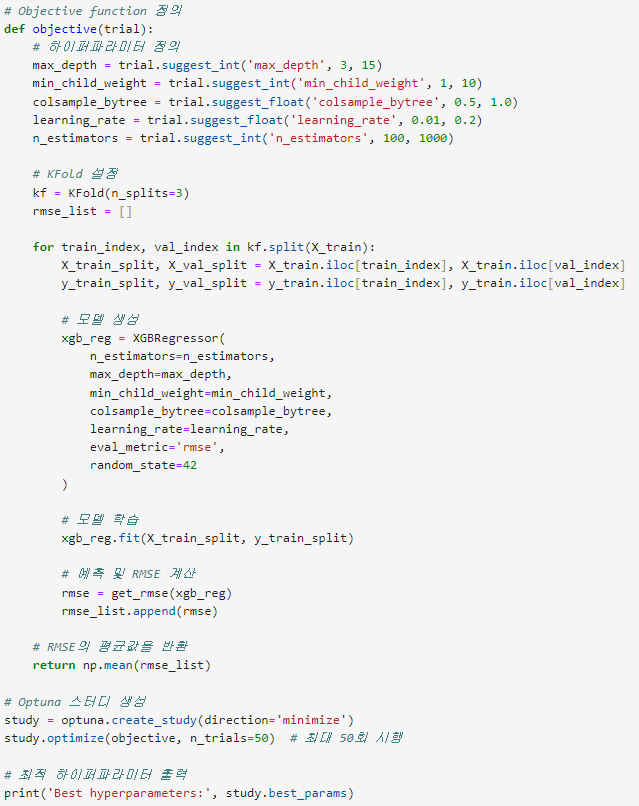 # Objective function 정의
def objective(trial):
    # 하이퍼파라미터 정의
    max_depth = trial.suggest_int('max_depth', 3, 15)
    min_child_weight = trial.suggest_int('min_child_weight', 1, 10)
    colsample_bytree = trial.suggest_float('colsample_bytree', 0.5, 1.0)
    learning_rate = trial.suggest_float('learning_rate', 0.01, 0.2)
    n_estimators = trial.suggest_int('n_estimators', 100, 1000)

    # KFold 설정
    kf = KFold(n_splits=3)
    rmse_list = []

    for train_index, val_index in kf.split(X_train):
        X_train_split, X_val_split = X_train.iloc[train_index], X_train.iloc[val_index]
        y_train_split, y_val_split = y_train.iloc[train_index], y_train.iloc[val_index]

        # 모델 생성
        xgb_reg = XGBRegressor(
            n_estimators=n_estimators,
            max_depth=max_depth,
            min_child_weight=min_child_weight,
            colsample_bytree=colsample_bytree,
            learning_rate=learning_rate,
            eval_metric='rmse',
            random_state=42
        )

        # 모델 학습
        xgb_reg.fit(X_train_split, y_train_split)

        # 예측 및 RMSE 계산
        rmse = get_rmse(xgb_reg)
        rmse_list.append(rmse)

    # RMSE의 평균값을 반환
    return np.mean(rmse_list)

# Optuna 스터디 생성
study = optuna.create_study(direction='minimize')
study.optimize(objective, n_trials=50)  # 최대 50회 시행

# 최적 하이퍼파라미터 출력
print('Best hyperparameters:', study.best_params)